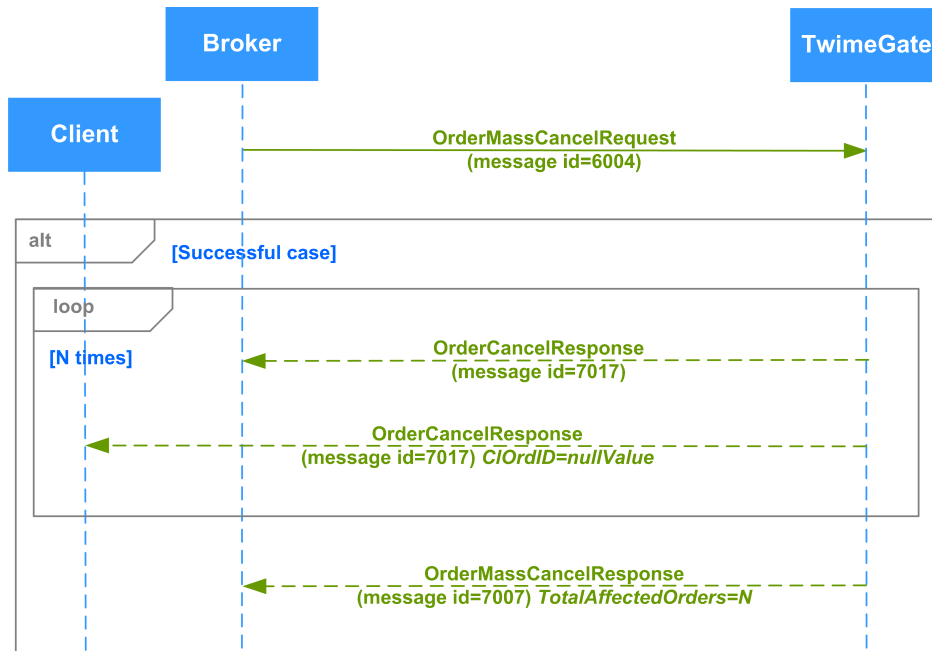 Broker
TwimeGate
Client
OrderMassCancelRequest
(message id=6004)
alt
[Successful case]
loop
[N times]
OrderCancelResponse
(message id=7017)
OrderCancelResponse
(message id=7017) ClOrdID=nullValue
OrderMassCancelResponse
(message id=7007) TotalAffectedOrders=N